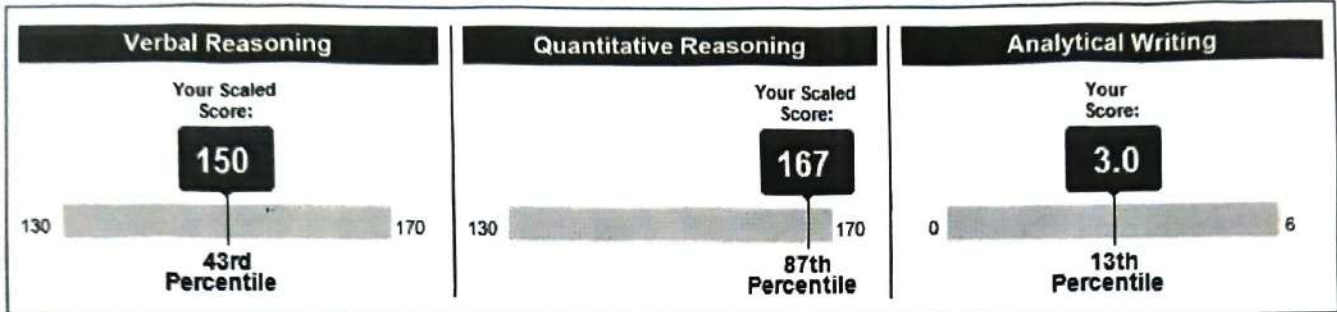 Verbal Reasoning
Your Scaled
Score:
150
130
170
43rd
Percentile
Quantitative Reasoning
Your Scaled
Score:
167
130
170
87th
Percentile
Analytical Writing
Your
Score:
3.0
0
6
13th
Percentile